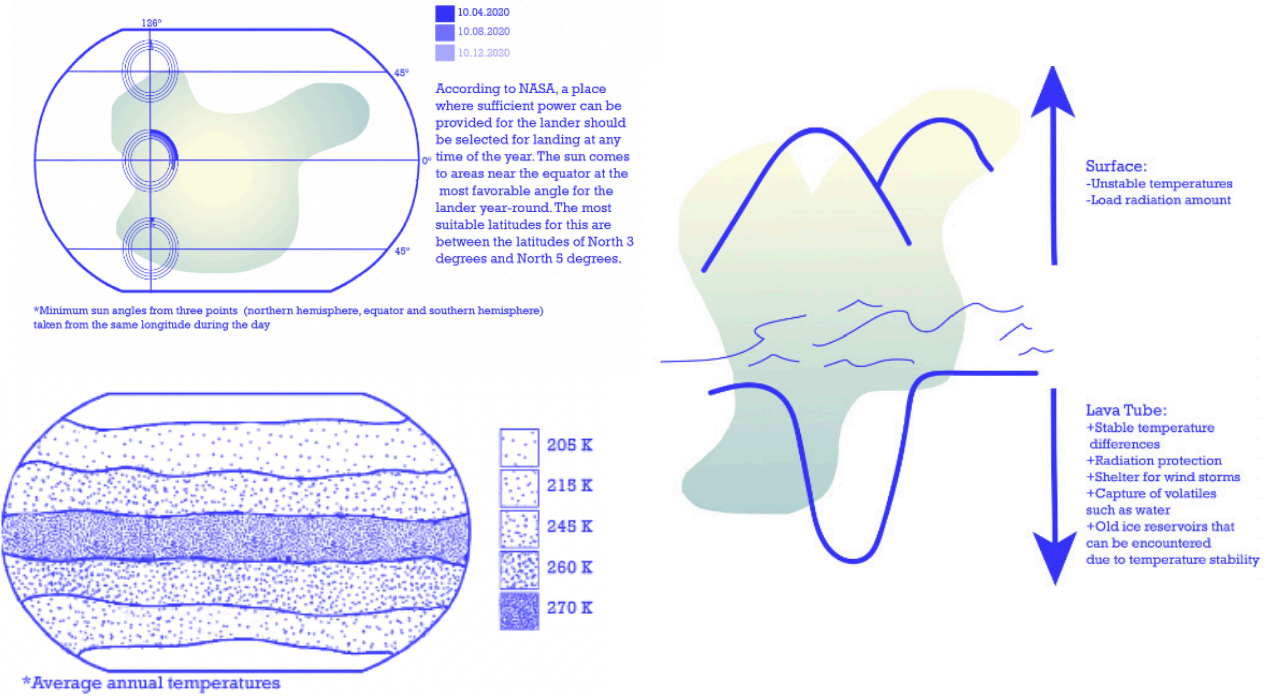 126°
45°
0°
45°
10.04.2020
10.08.2020
10.12.2020
According to NASA, a place
where sufficient power can be
provided for the lander should
be selected for landing at any
time of the year. The sun comes
to areas near the equator at the
most favorable angle for the
lander year-round. The most
suitable latitudes for this are
between the latitudes of North 3
degrees and North 5 degrees.
*Minimum sun angles from three points (northern hemisphere, equator and southern hemisphere)
taken from the same longitude during the day
205 K
215 K
245 K
260 K
270 K
*Average annual temperatures
Surface:
-Unstable temperatures
-Load radiation amount
Lava Tube:
+Stable temperature
differences
+Radiation protection
+Shelter for wind storms
+Capture of volatiles
such as water
+Old ice reservoirs that
can be encountered
due to temperature stability